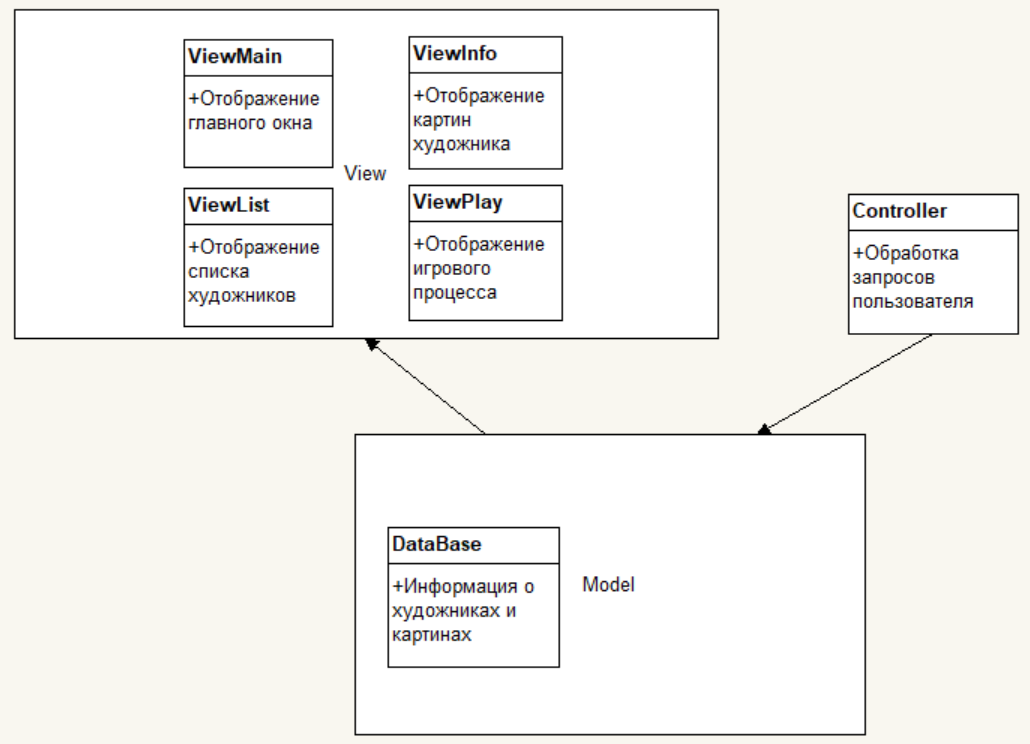 ViewMain
+Отображение
главного окна
ViewInfo
+Отображение
картин
художника
View
ViewList
+Отображение
списка
художников
ViewPlay
+Отображение
игрового
процесса
Controller
+Обработка
запросов
пользователя
DataBase
+Информация о
художниках и
картинах
Model